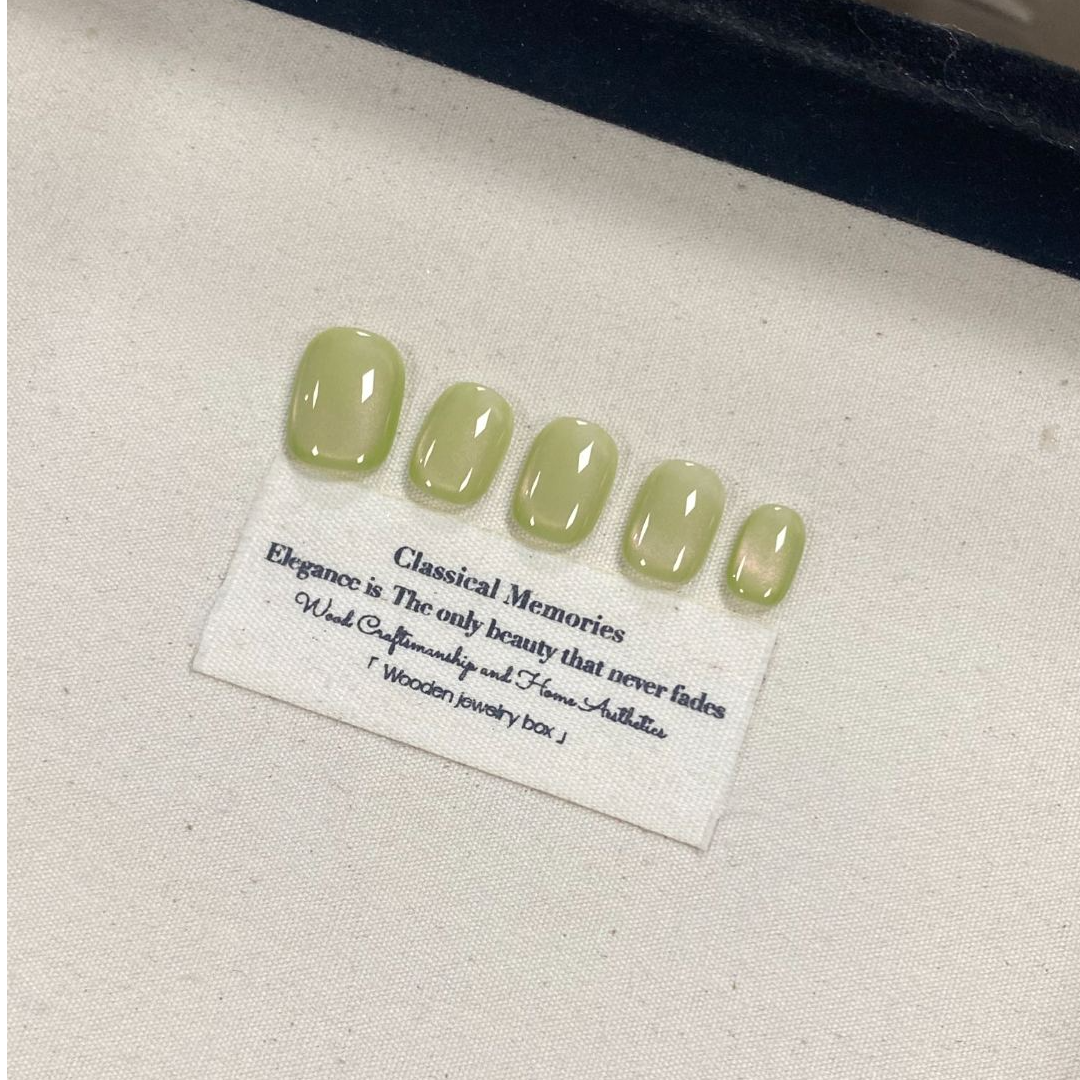 Classical Memories
Elegance is The only beauty that never fades
Wood Craftsmanship and Home Aesthetics
「 Wooden jewelry box 」